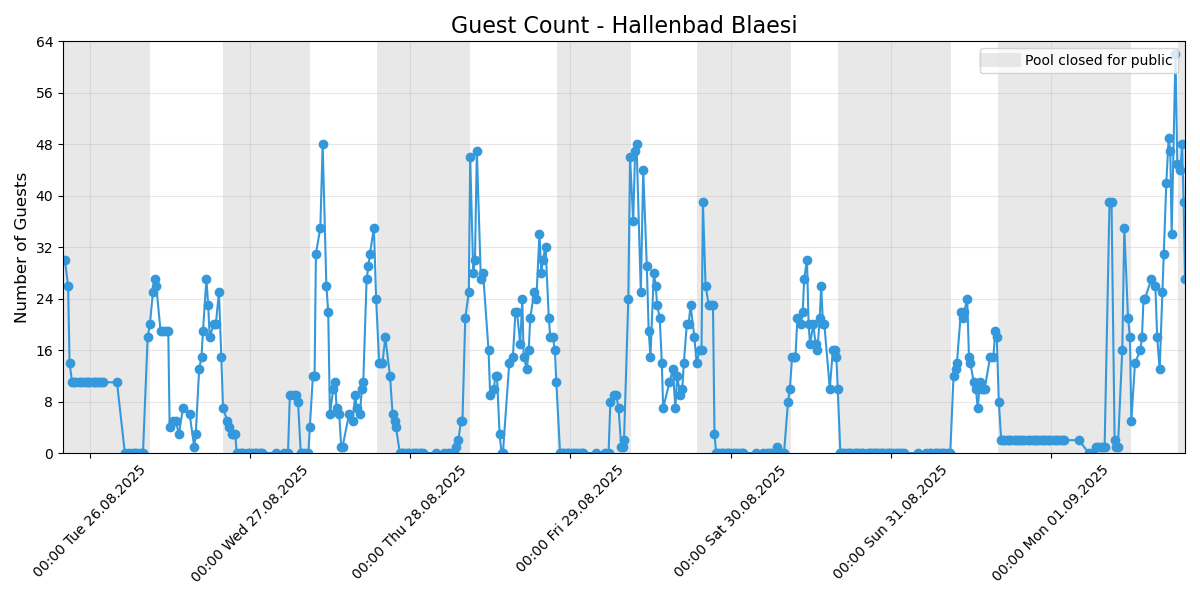 Guest Count - Hallenbad Blaesi
Pool closed for public
Number of Guests
64
56
48
40
32
24
16
8
0
00:00 Tue 26.08.2025
00:00 Wed 27.08.2025
00:00 Thu 28.08.2025
00:00 Fri 29.08.2025
00:00 Sat 30.08.2025
00:00 Sun 31.08.2025
00:00 Mon 01.09.2025